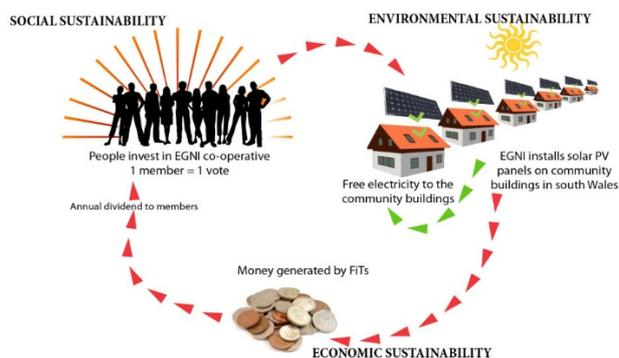 SOCIAL SUSTAINABILITY
ENVIRONMENTAL SUSTAINABILITY
People invest in EGNI co-operative
1 member = 1 vote
Free electricity to the
community buildings
EGNI installs solar PV
panels on community
buildings in south Wales
Annual dividend to members
Money generated by FiTs
ECONOMIC SUSTAINABILITY